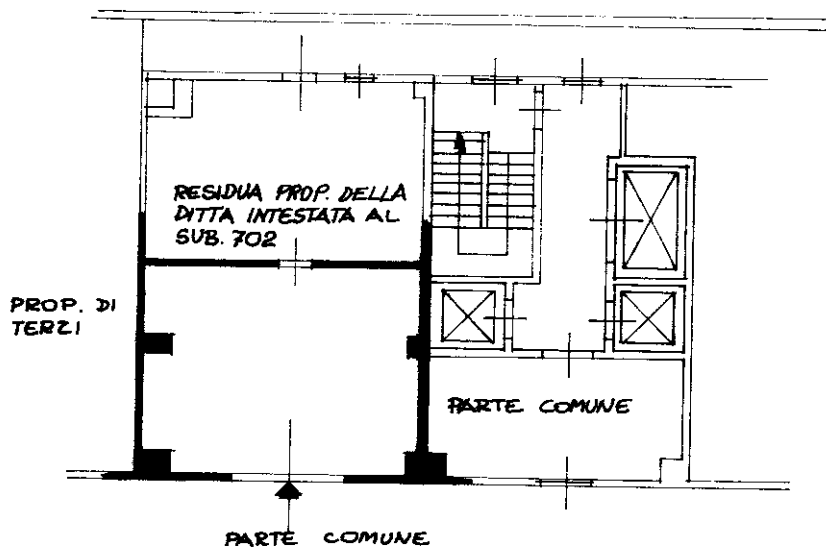 RESIDUA PROP. DELLA
DITTA INTESTATA AL
SUB. 702
PROP. DI
TERZI
PARTE COMUNE
PARTE COMUNE